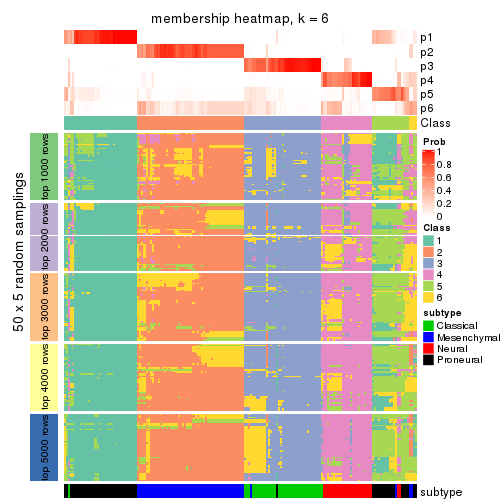 membership heatmap, k = 6
p1
p2
p3
p4
p5
p6
Class
50 x 5 random samplings
top 1000 rows
top 2000 rows
top 3000 rows
top 4000 rows
top 5000 rows
subtype
Prob
1
0.8
0.6
0.4
0.2
0
Class
1
2
3
4
5
6
subtype
Classical
Mesenchymal
Neural
Proneural